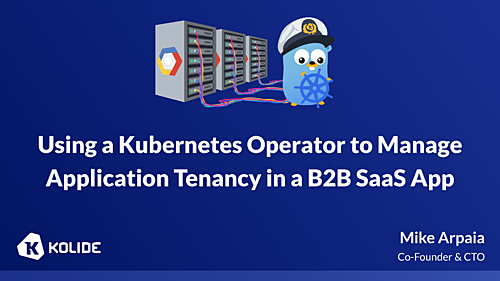 Using a Kubernetes Operator to Manage
Application Tenancy in a B2B SaaS App
KOLIDE
Mike Arpaia
Co-Founder & CTO